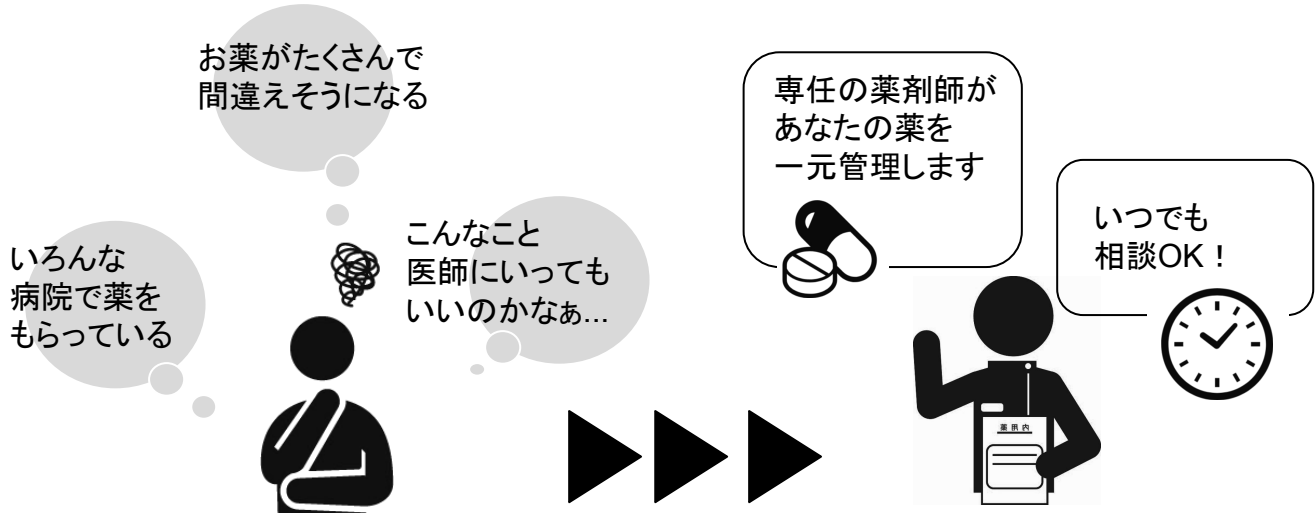 お薬がたくさんで
間違えそうになる
いろんな
病院で薬を
もらっている
こんなこと
医師にいっても
いいのかなぁ...
専任の薬剤師が
あなたの薬を
一元管理します
いつでも
相談OK！